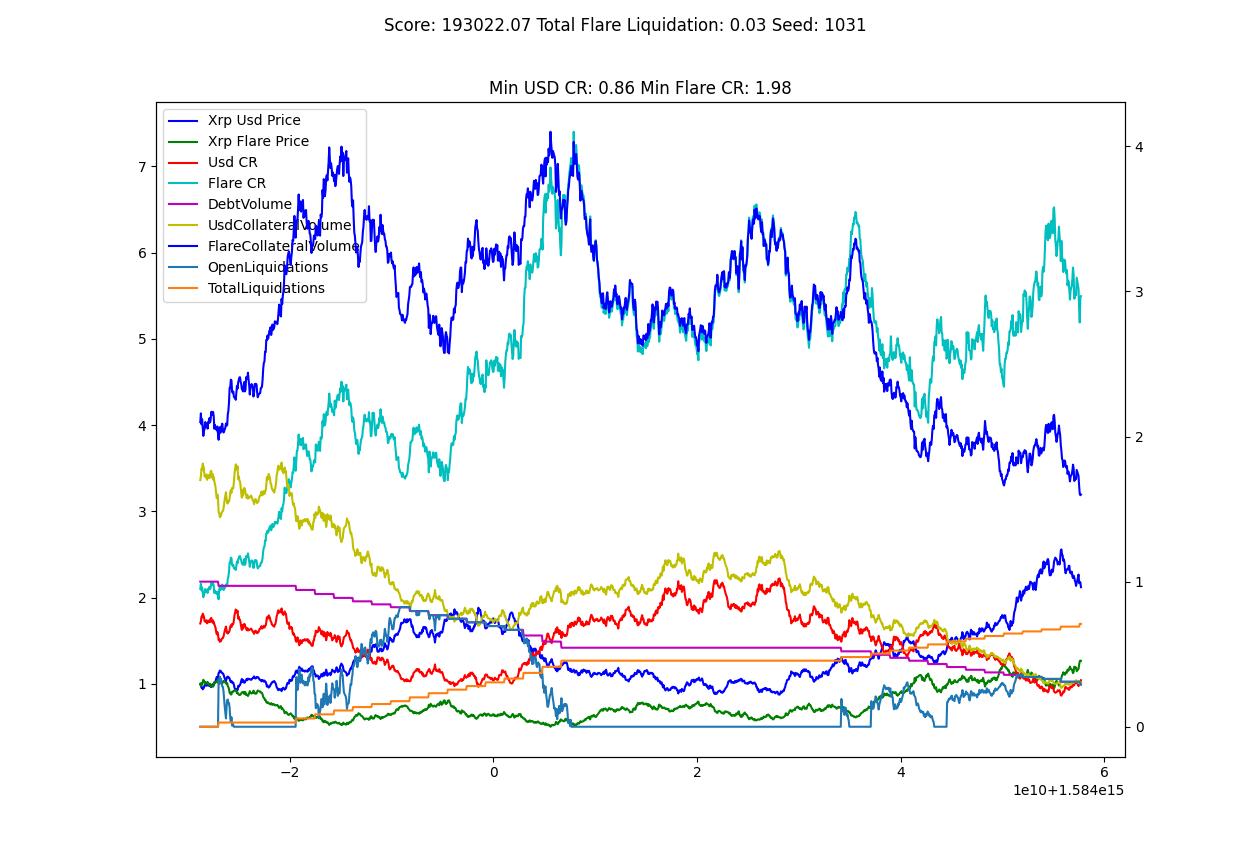 Score: 193022.07 Total Flare Liquidation: 0.03 Seed: 1031
Min USD CR: 0.86 Min Flare CR: 1.98
Xrp Usd Price
Xrp Flare Price
Usd CR
Flare CR
DebtVolume
UsdCollateralVolume
FlareCollateralVolume
OpenLiquidations
TotalLiquidations
7
6
5
4
3
2
1
4
3
2
1
0
−2
0
2
4
6
1e10+1.584e15